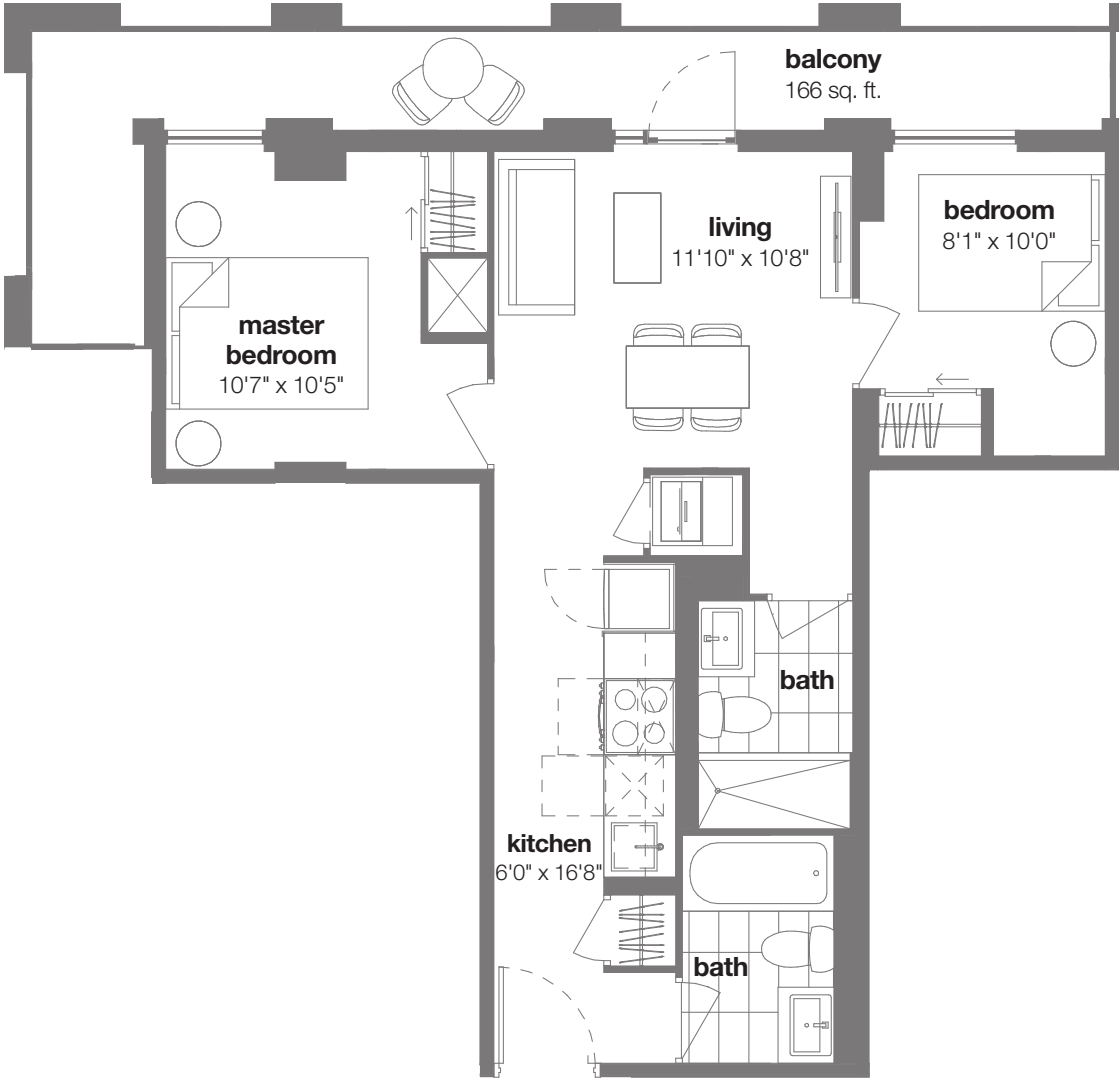 balcony
166 sq. ft.
living
11'10" x 10'8"
bedroom
8'1" x 10'0"
master
bedroom
10'7" x 10'5"
bath
kitchen
6'0" x 16'8"
bath